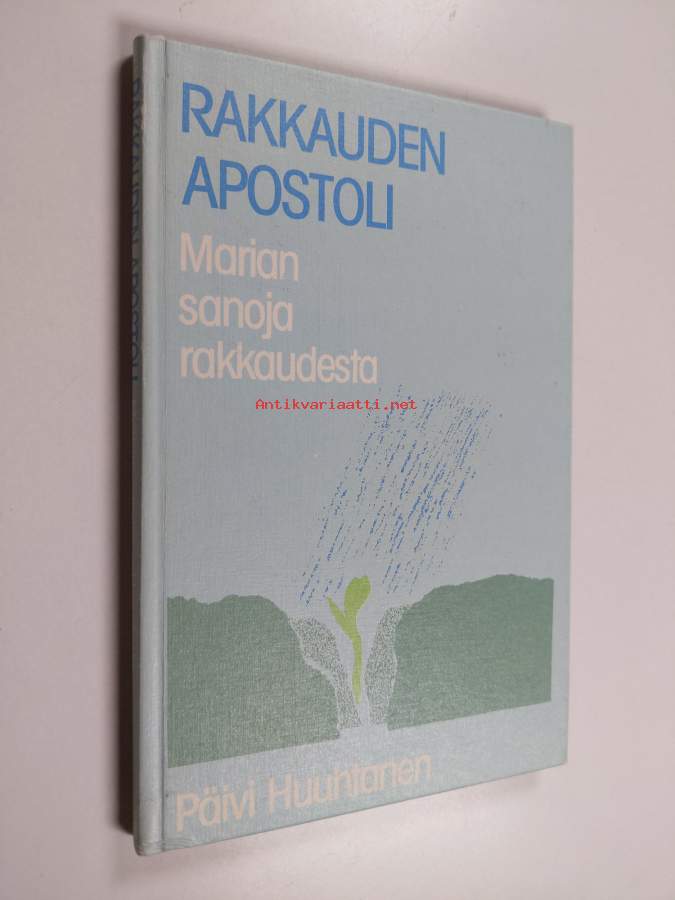 RAKKAUDEN
APOSTOLI
Marian
sanoja
rakkaudesta
Antikvariaatti.net
Päivi Huuhtanen
RAKKAUDEN APOSTOLI